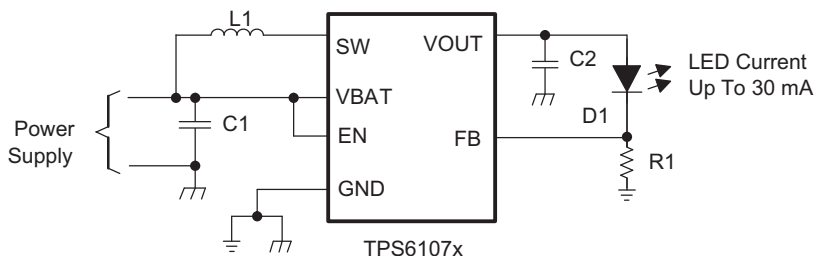 L1
SW
VOUT
C2
LED Current
Up To 30 mA
D1
Power
Supply
C1
VBAT
EN
FB
R1
GND
TPS6107x